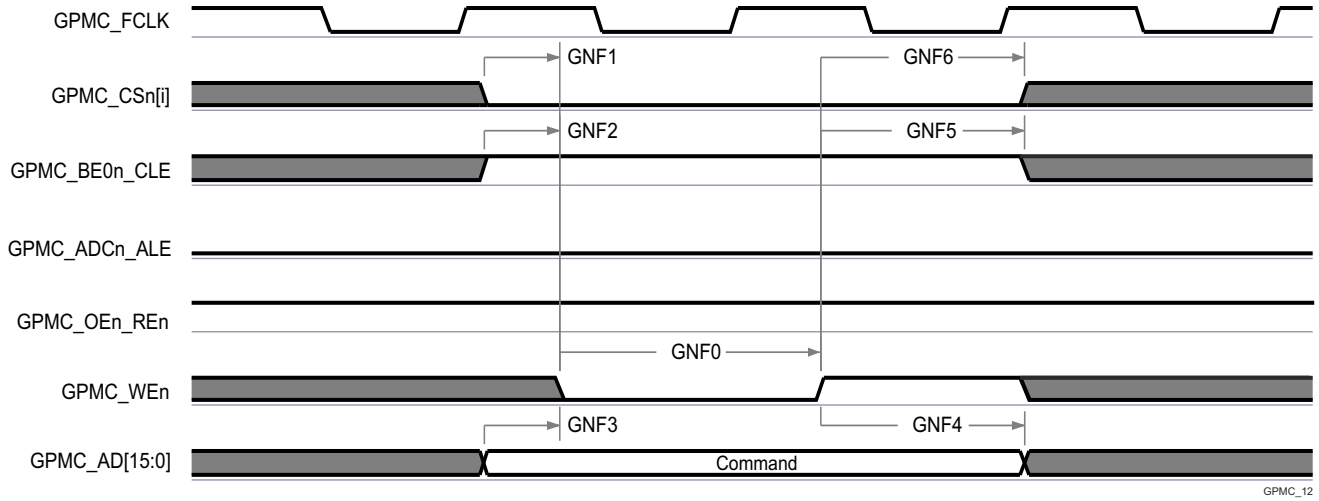 GPMC_FCLK
GNF1
GNF6
GPMC_CSn[i]
GNF2
GNF5
GPMC_BE0n_CLE
GPMC_ADCn_ALE
GPMC_OEn_REn
GNF0
GPMC_WEn
GNF3
GNF4
GPMC_AD[15:0]
Command
GPMC_12